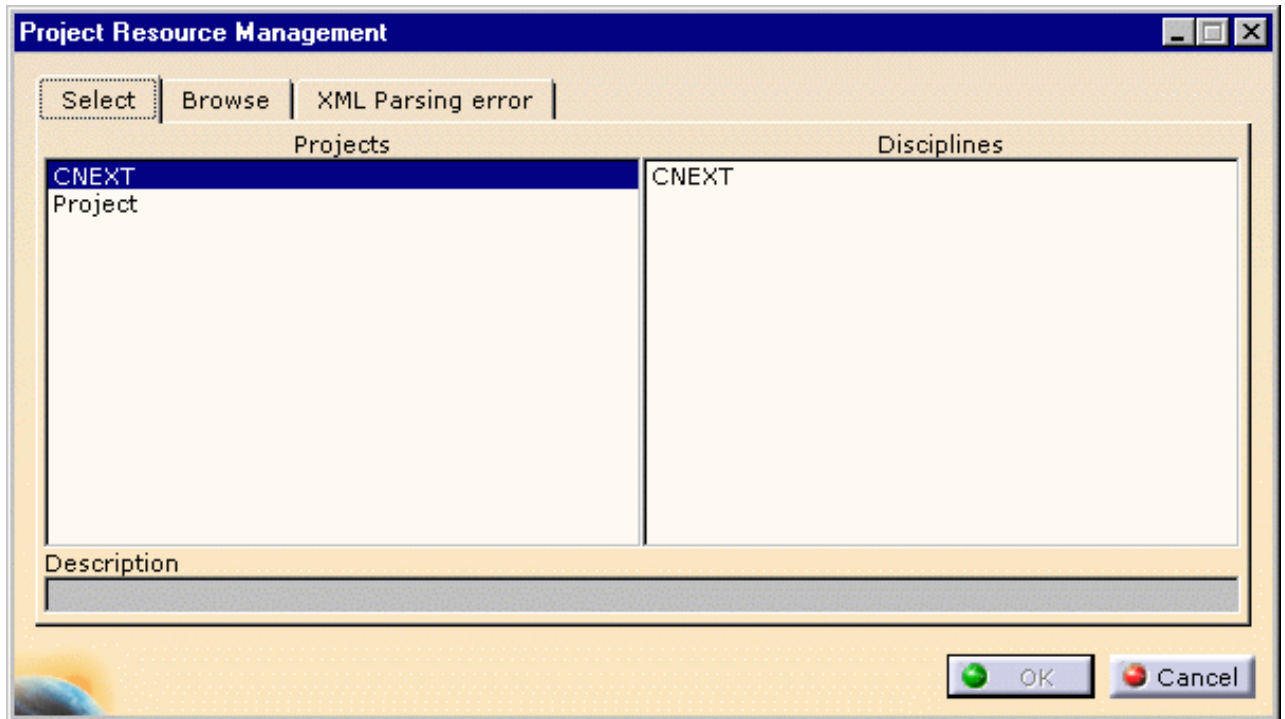 Project Resource Management
Select Browse XML Parsing error
Projects Disciplines
CNEXT CNEXT
Project
Description
OK Cancel